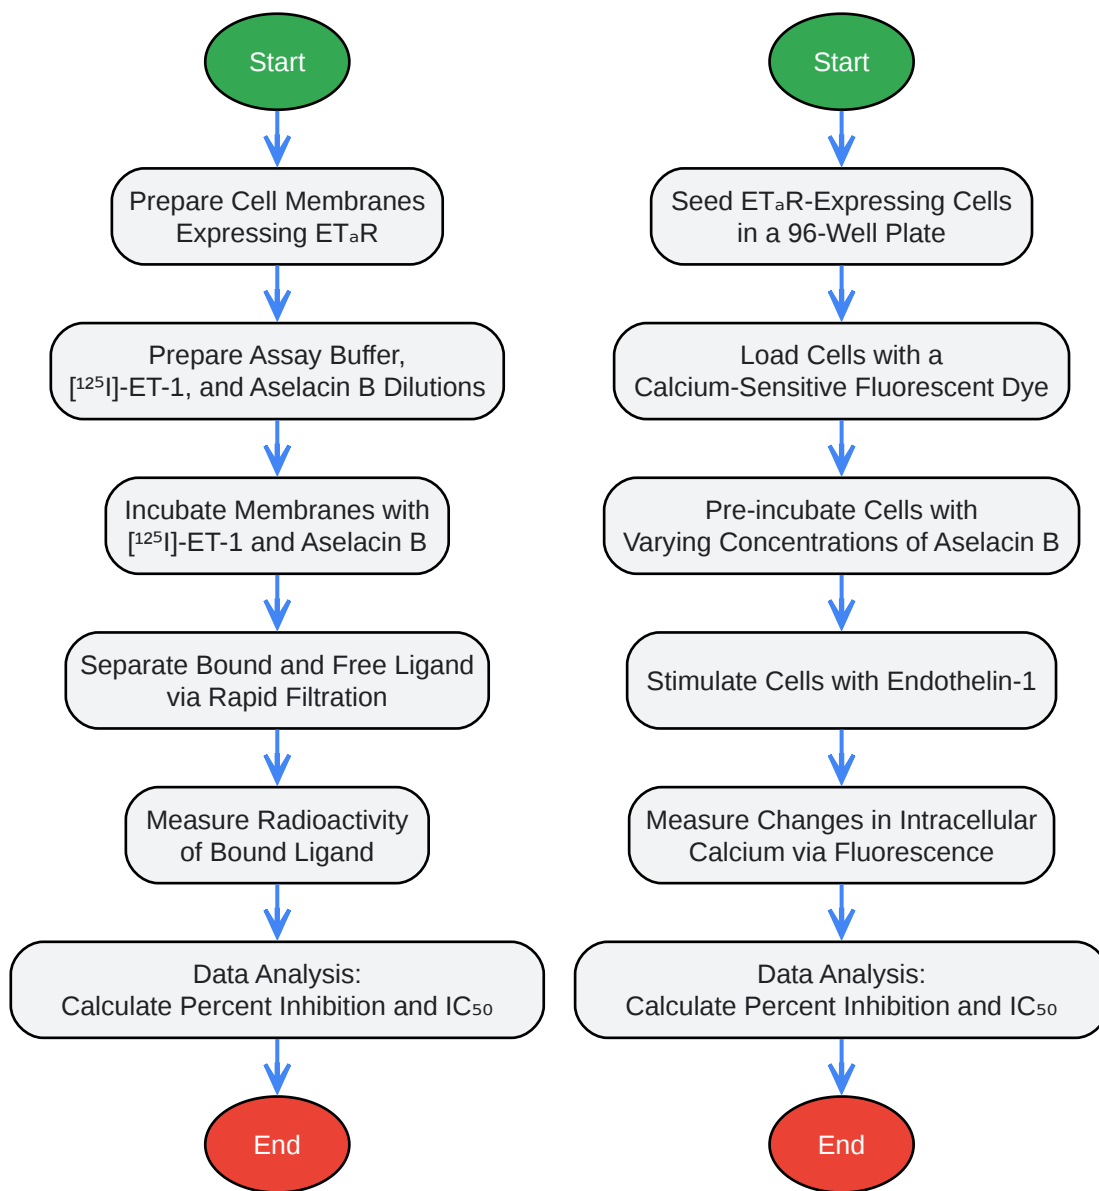 Start
Prepare Cell Membranes
Expressing ETₐR
Prepare Assay Buffer,
[¹²⁵I]-ET-1, and Aselacin B Dilutions
Incubate Membranes with
[¹²⁵I]-ET-1 and Aselacin B
Separate Bound and Free Ligand
via Rapid Filtration
Measure Radioactivity
of Bound Ligand
Data Analysis:
Calculate Percent Inhibition and IC₅₀
End
Start
Seed ETₐR-Expressing Cells
in a 96-Well Plate
Load Cells with a
Calcium-Sensitive Fluorescent Dye
Pre-incubate Cells with
Varying Concentrations of Aselacin B
Stimulate Cells with Endothelin-1
Measure Changes in Intracellular
Calcium via Fluorescence
Data Analysis:
Calculate Percent Inhibition and IC₅₀
End